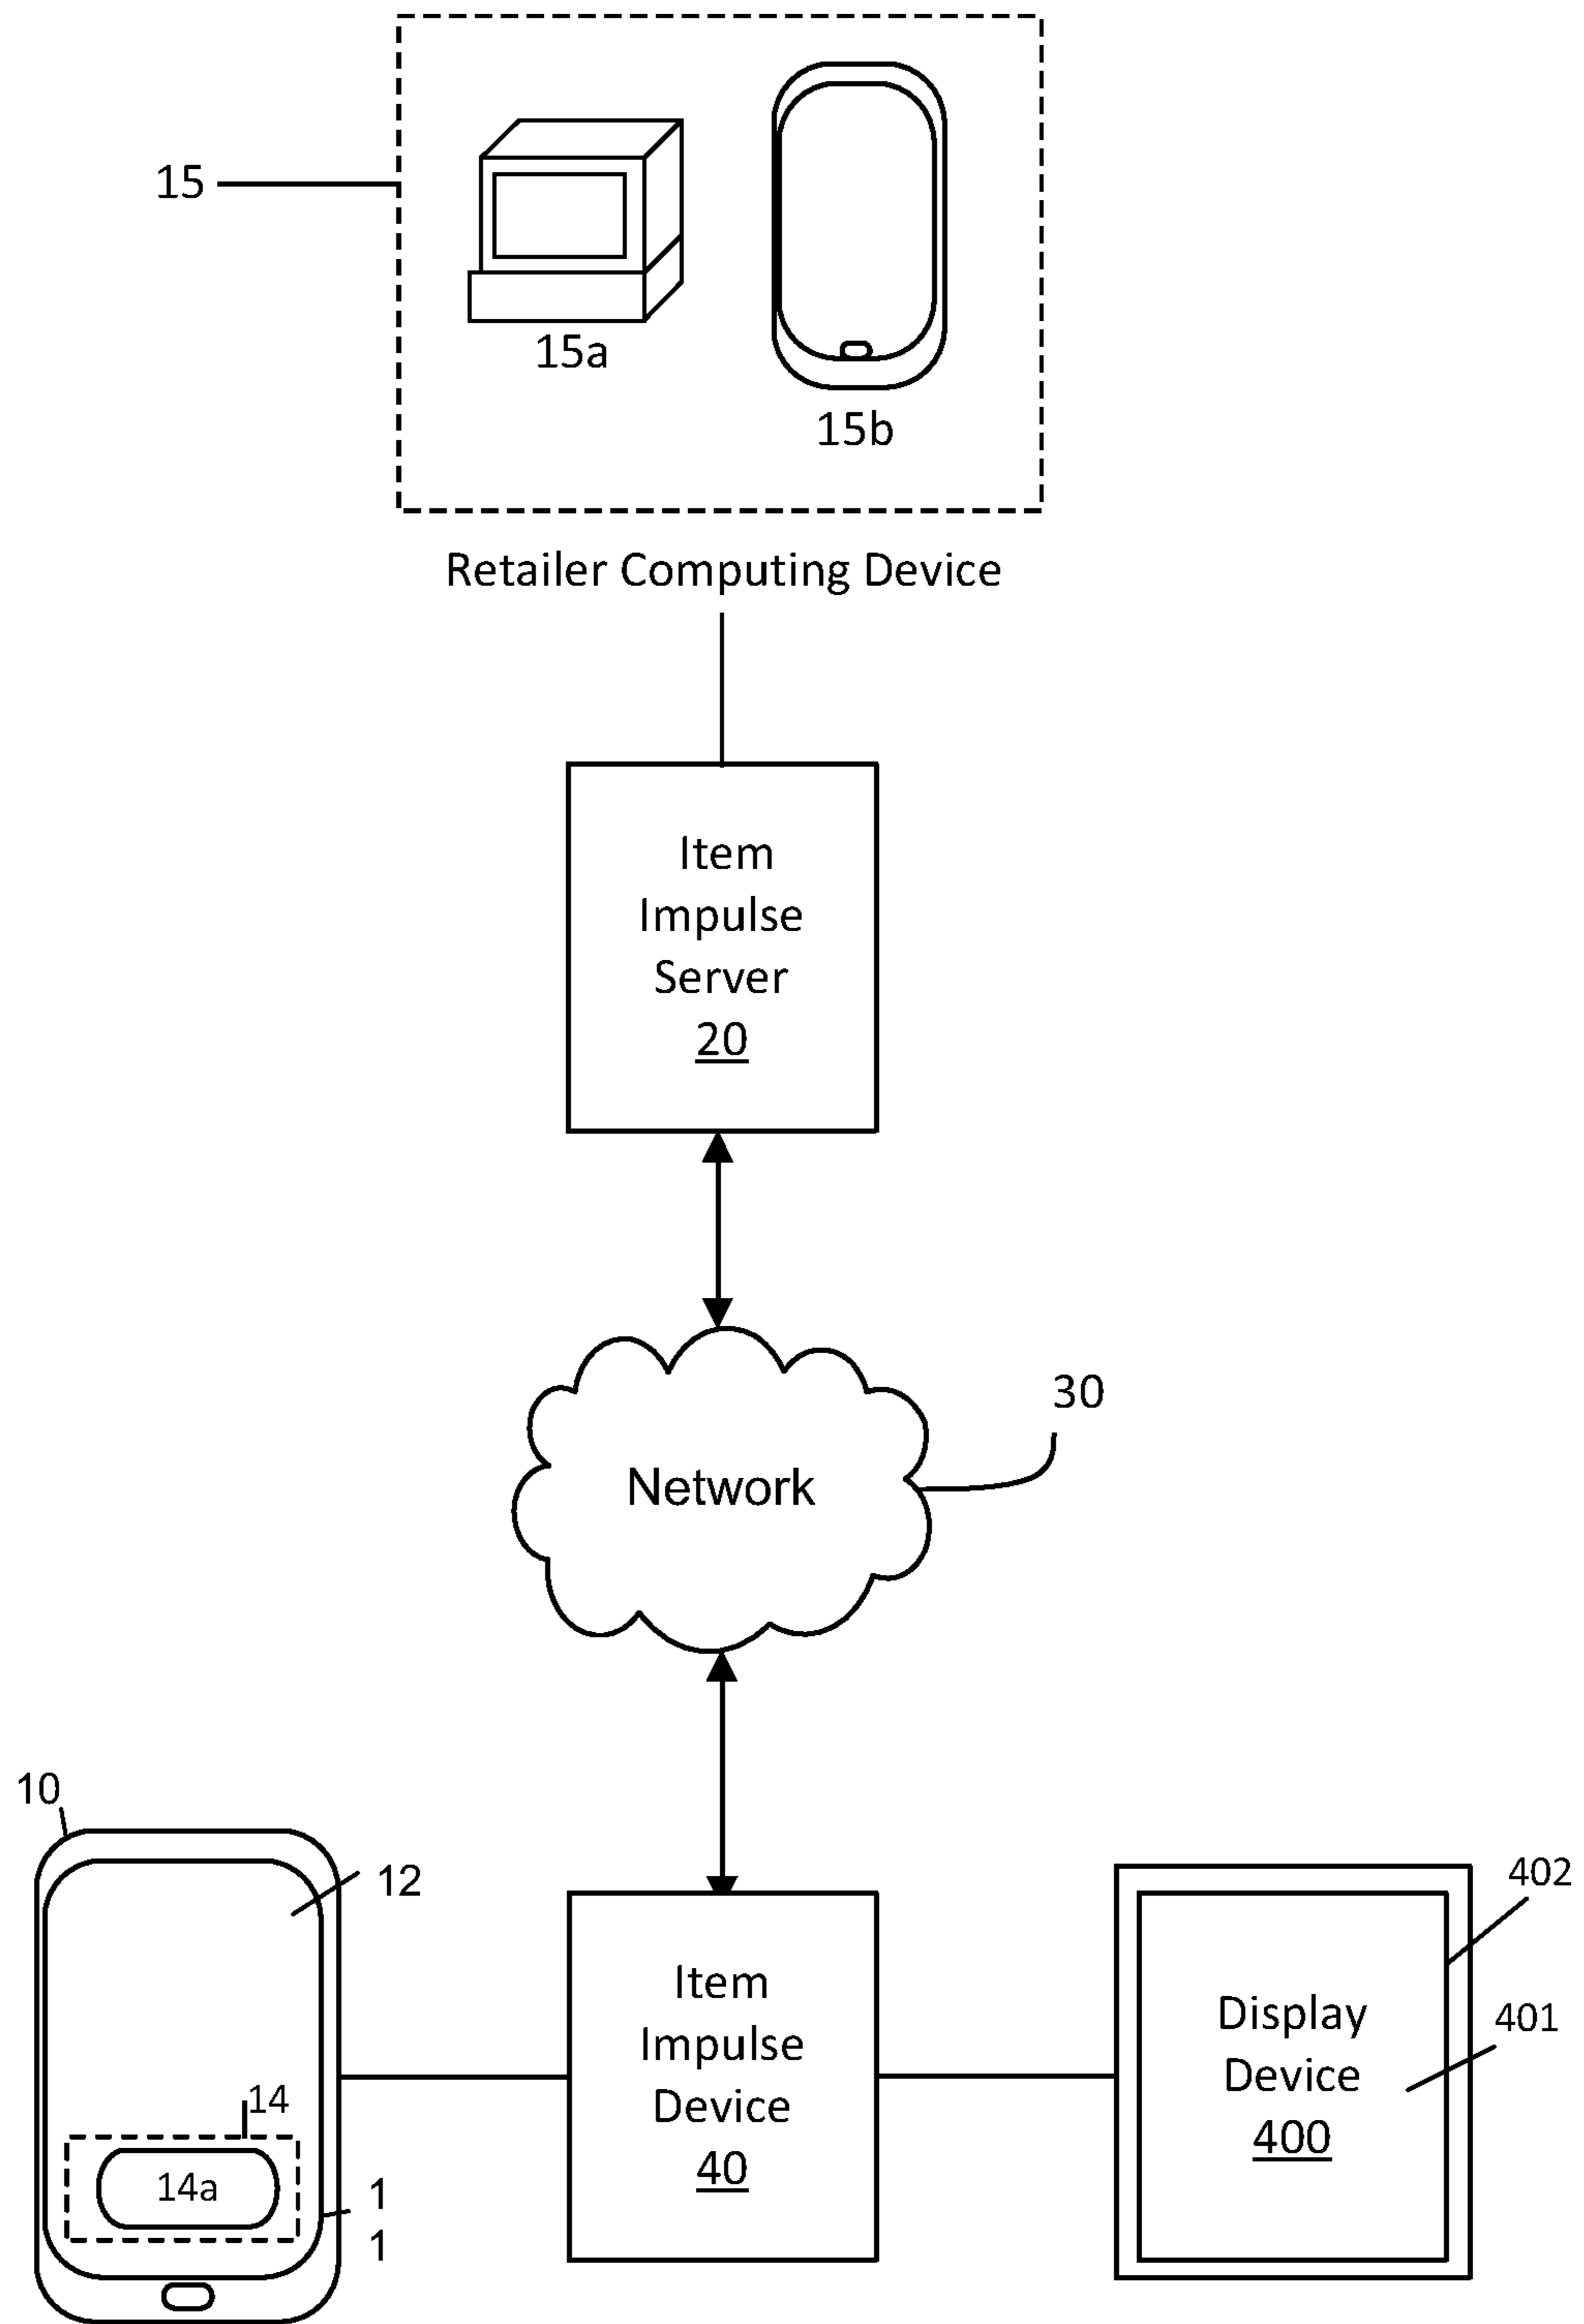 15
15a
15b
Retailer Computing Device
Item
Impulse
Server
20
30
Network
10
12
14
14a
1
1
Item
Impulse
Device
40
402
401
Display
Device
400